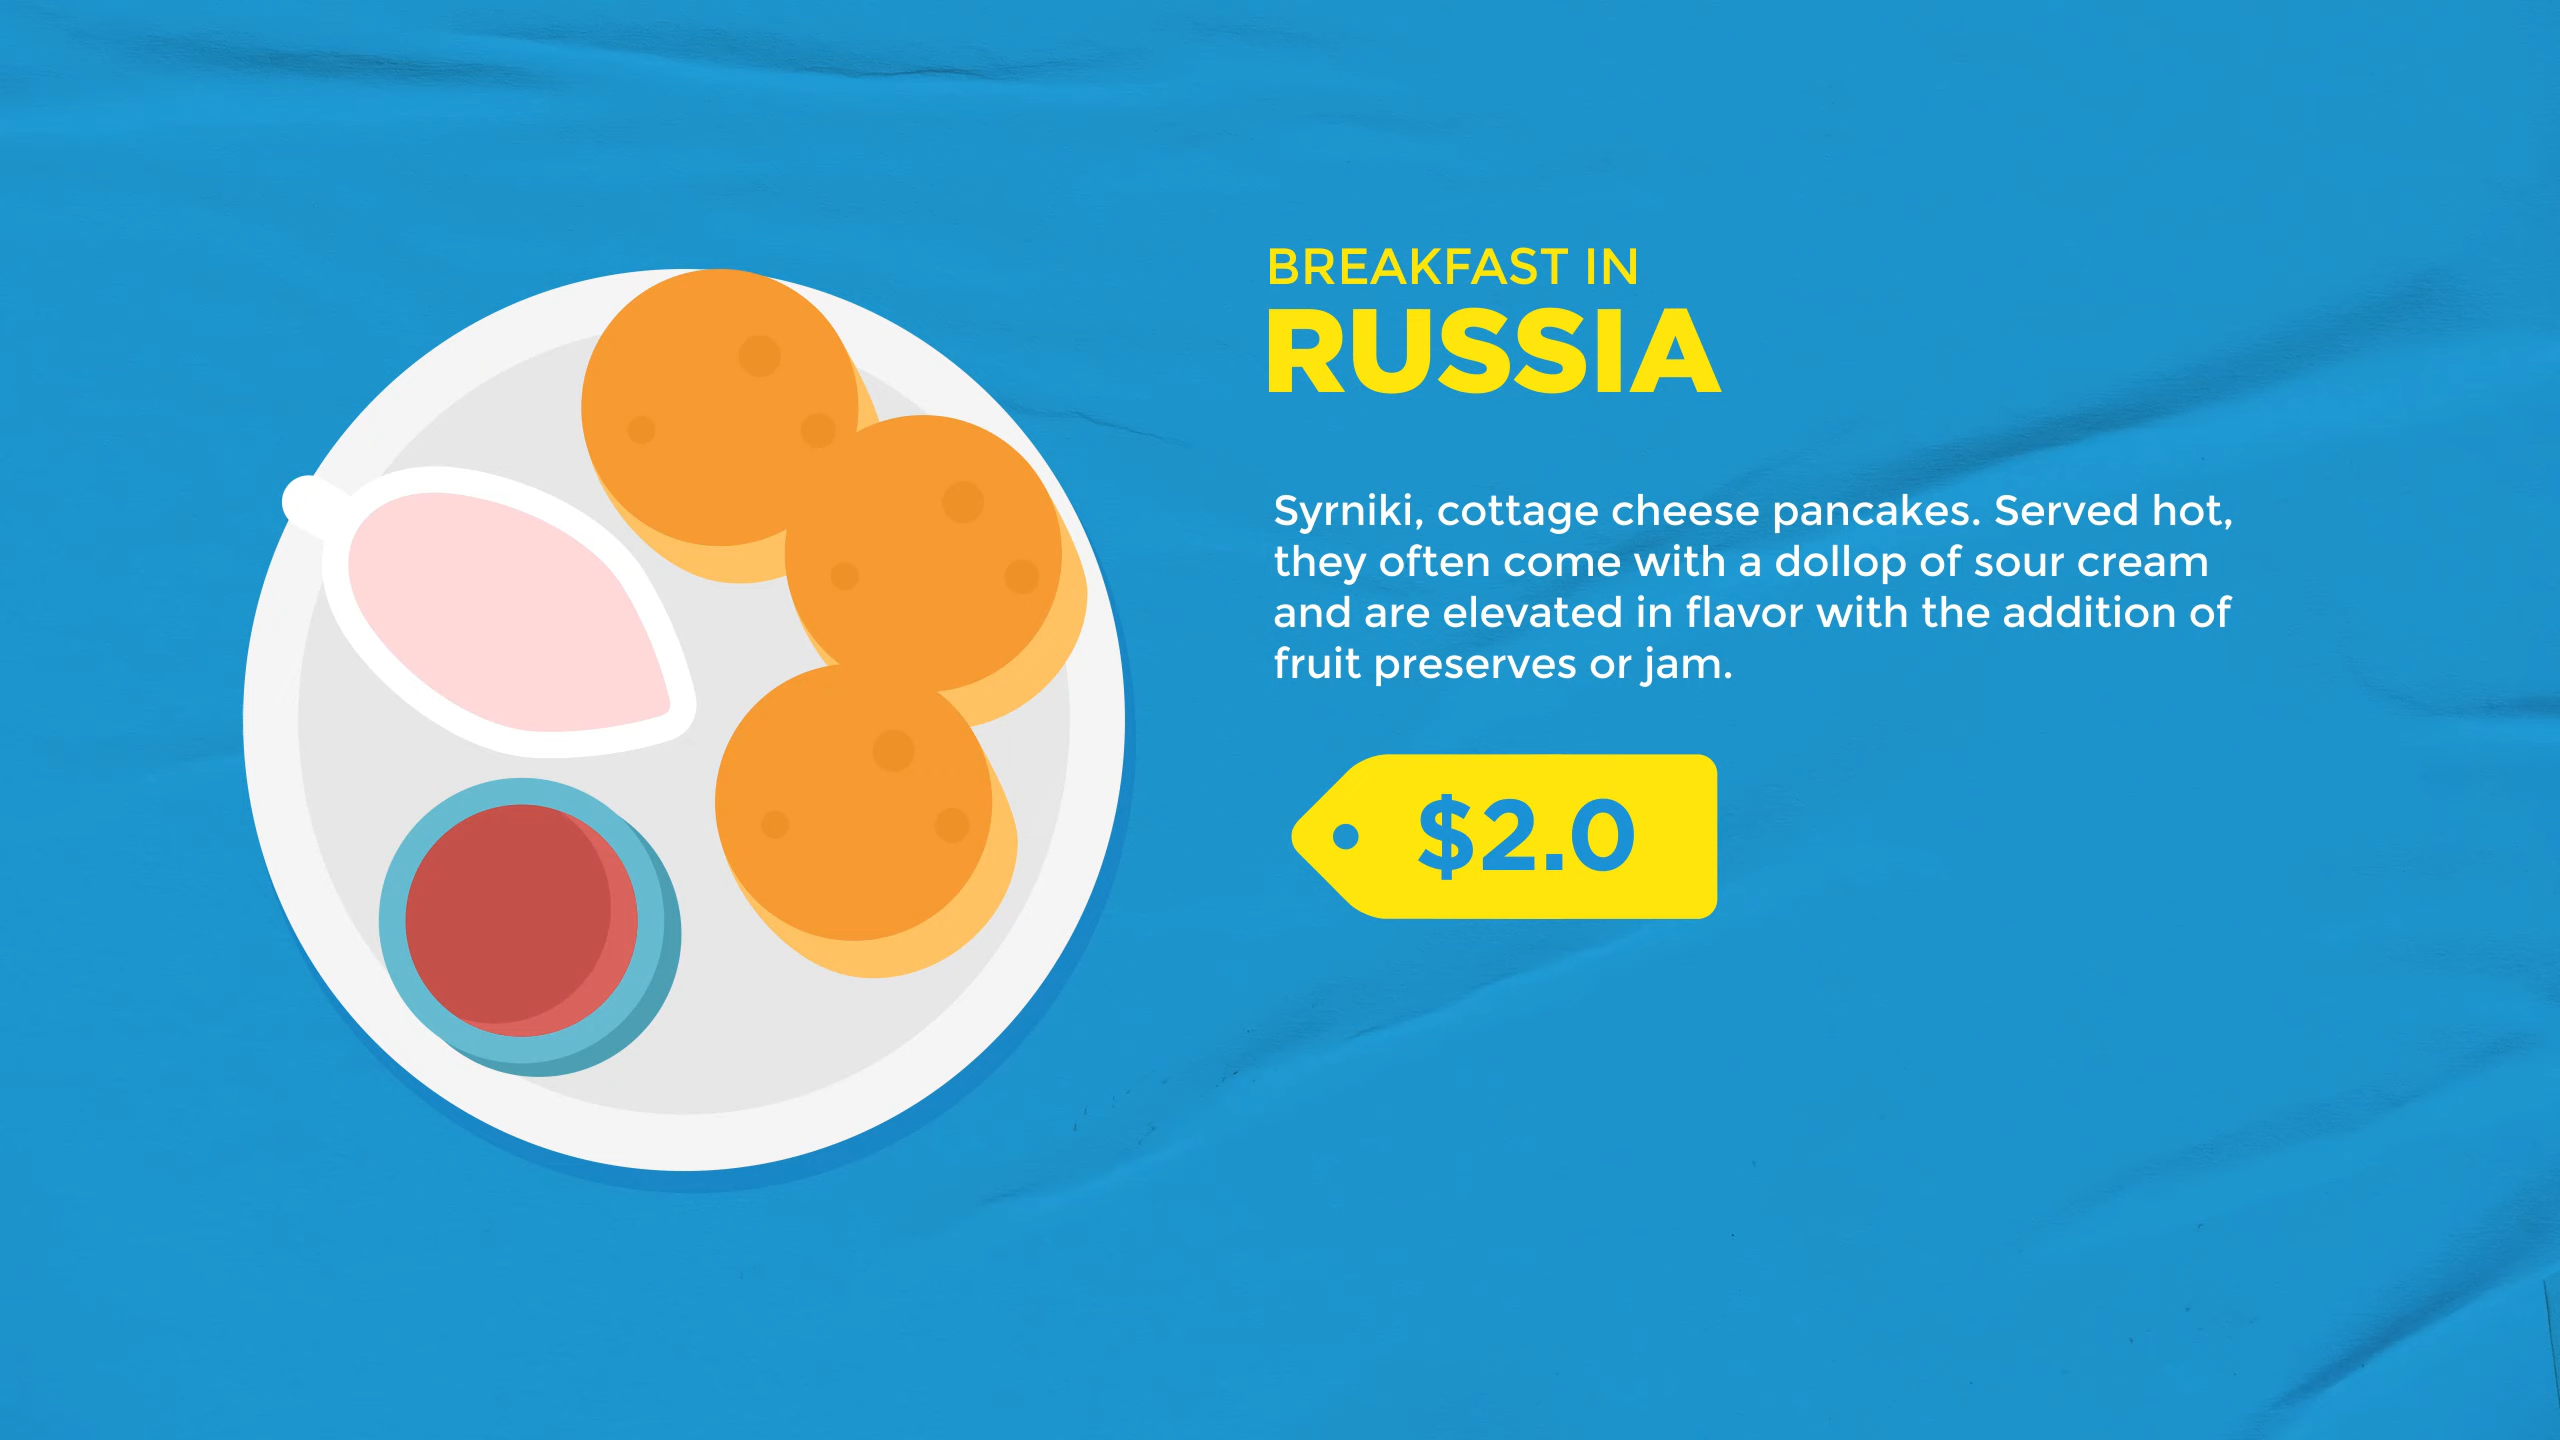 BREAKFAST IN
RUSSIA
Syrniki, cottage cheese pancakes. Served hot,
they often come with a dollop of sour cream
and are elevated in flavor with the addition of
fruit preserves or jam.
$2.0